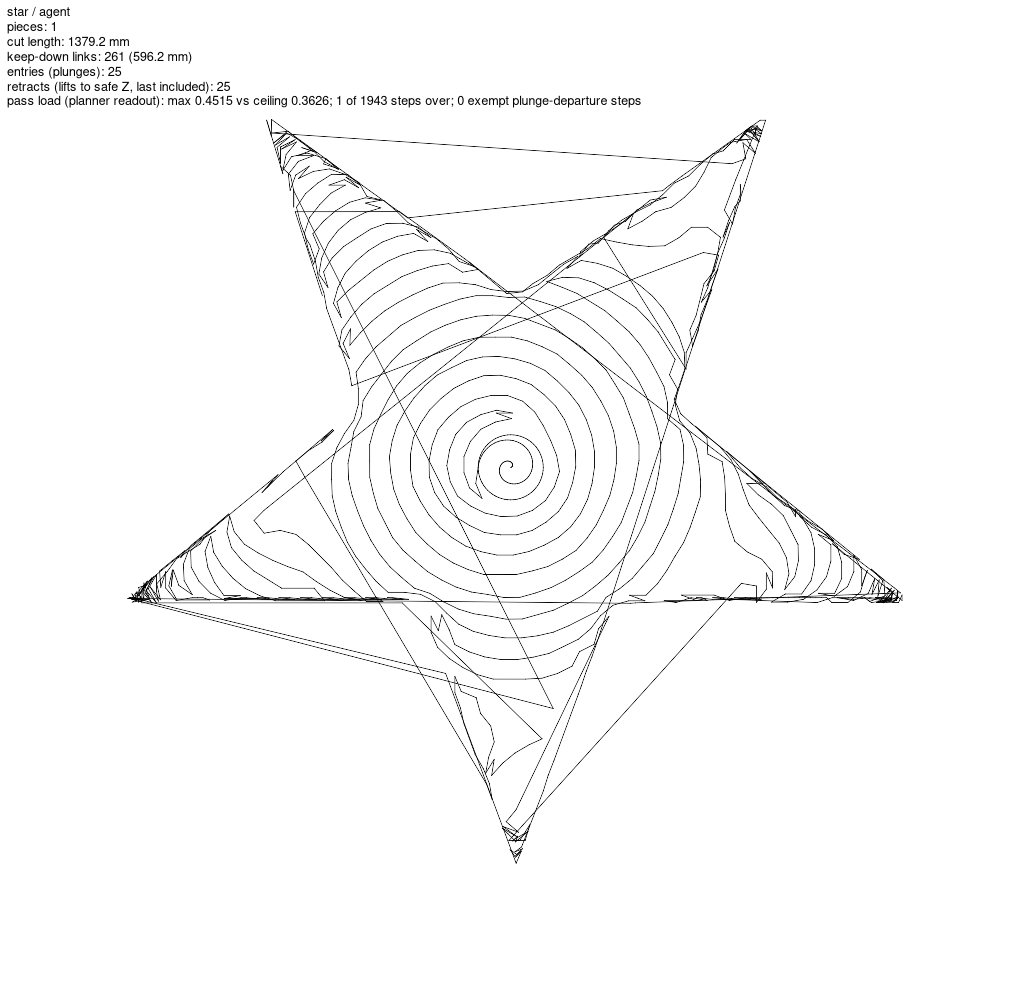 star / agent
pieces: 1
cut length: 1379.2 mm
keep-down links: 261 (596.2 mm)
entries (plunges): 25
retracts (lifts to safe Z, last included): 25
pass load (planner readout): max 0.4515 vs ceiling 0.3626; 1 of 1943 steps over; 0 exempt plunge-departure steps